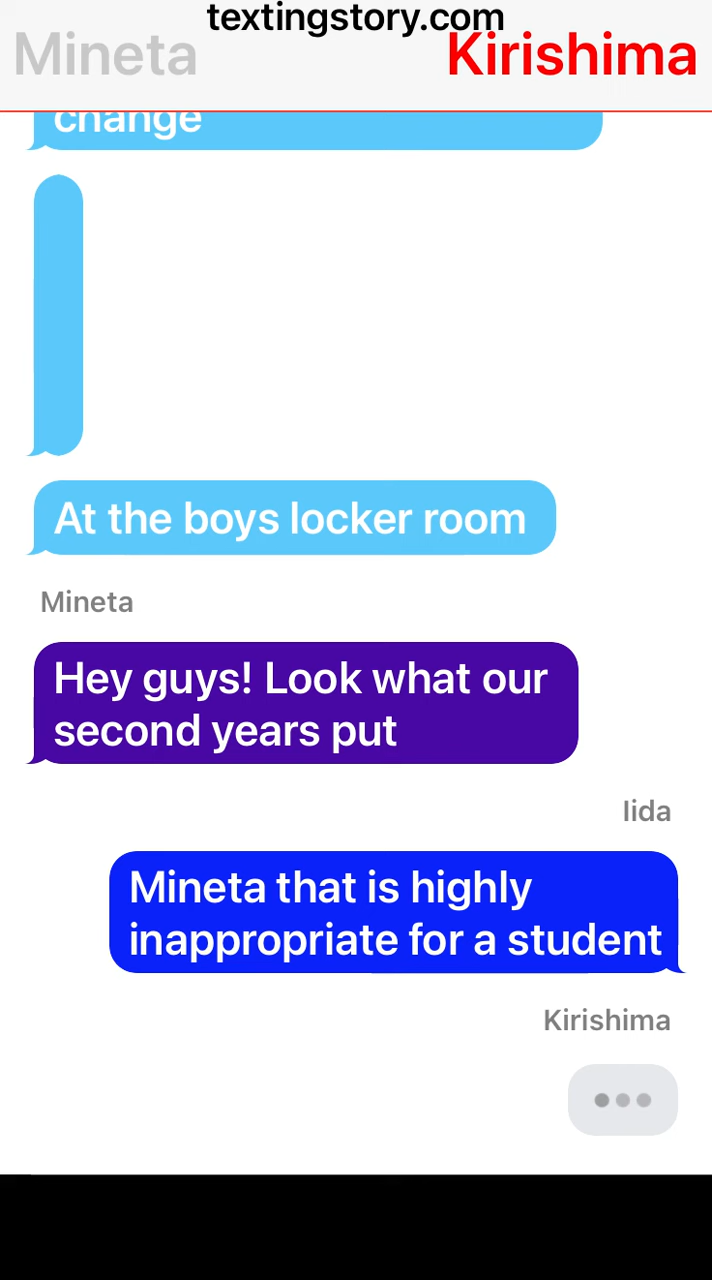 textingstory.com
Mineta
Kirishima
change
At the boys locker room
Mineta
Hey guys! Look what our
second years put
Iida
Mineta that is highly
inappropriate for a student
Kirishima